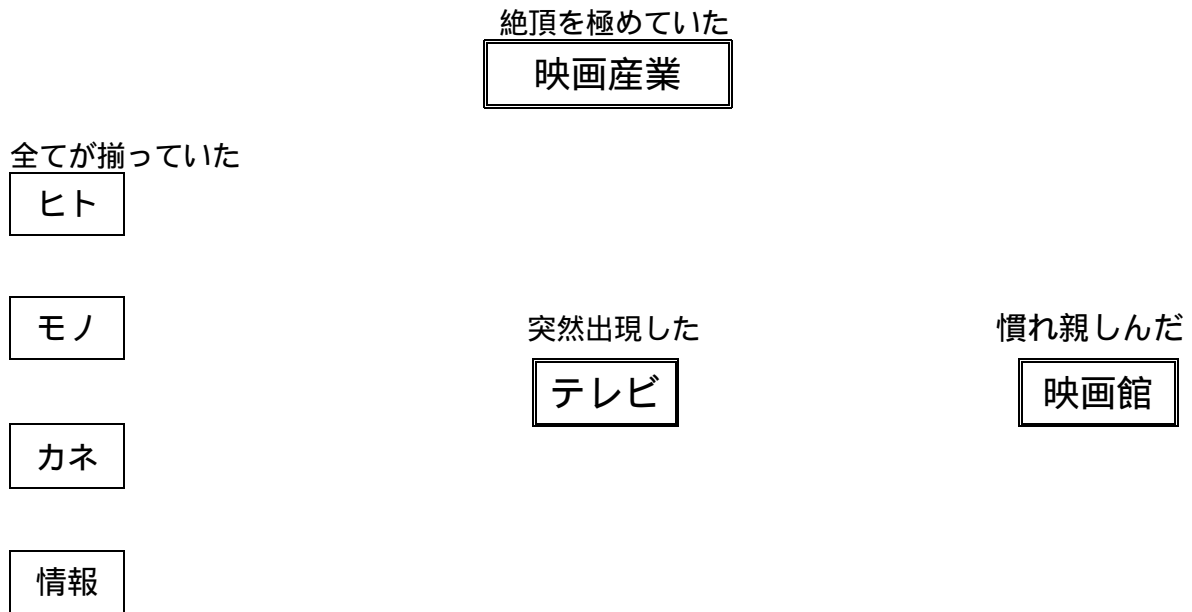 絶頂を極めていた
映画産業
全てが揃っていた
ヒト
モノ
突然出現した
慣れ親しんだ
テレビ
映画館
カネ
情報